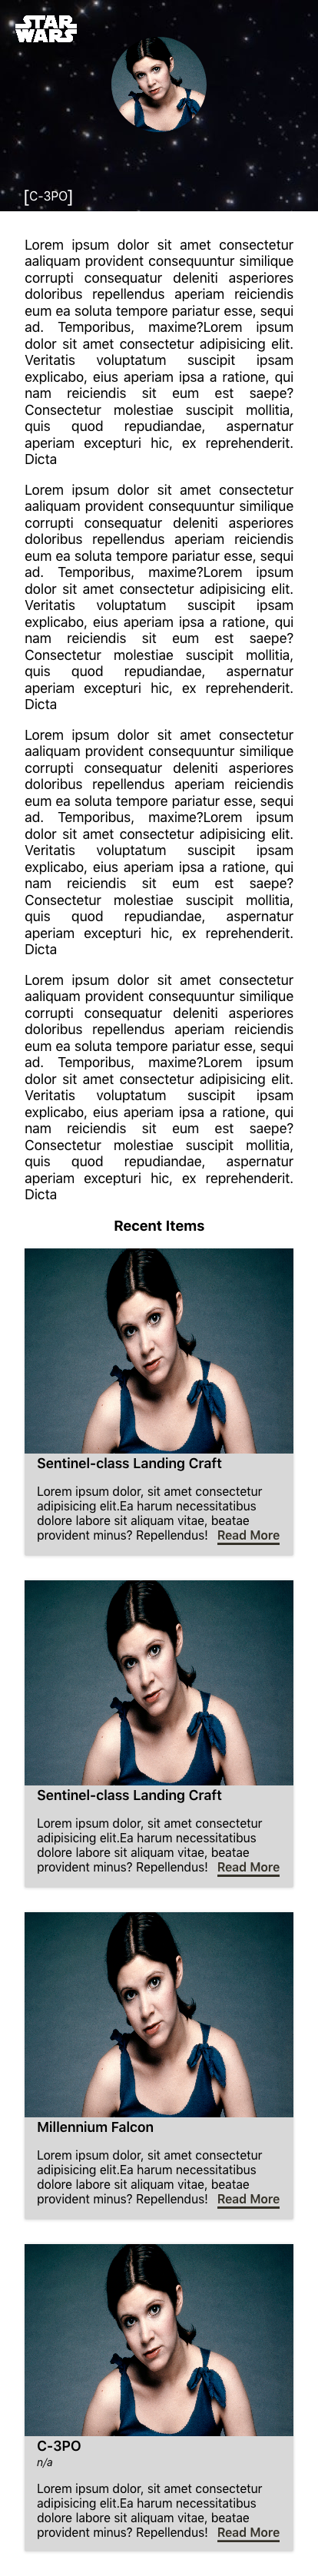 STAR
WARS
[C-3PO]
Lorem ipsum dolor sit amet consectetur
aaliquam provident consequuntur similique
corrupti consequatur deleniti asperiores
doloribus repellendus aperiam reiciendis
eum ea soluta tempore pariatur esse, sequi
ad. Temporibus, maxime?Lorem ipsum
dolor sit amet consectetur adipisicing elit.
Veritatis voluptatum suscipit ipsam
explicabo, eius aperiam ipsa a ratione, qui
nam reiciendis sit eum est saepe?
Consectetur molestiae suscipit mollitia,
quis quod repudiandae, aspernatur
aperiam excepturi hic, ex reprehenderit.
Dicta
Lorem ipsum dolor sit amet consectetur
aaliquam provident consequuntur similique
corrupti consequatur deleniti asperiores
doloribus repellendus aperiam reiciendis
eum ea soluta tempore pariatur esse, sequi
ad. Temporibus, maxime?Lorem ipsum
dolor sit amet consectetur adipisicing elit.
Veritatis voluptatum suscipit ipsam
explicabo, eius aperiam ipsa a ratione, qui
nam reiciendis sit eum est saepe?
Consectetur molestiae suscipit mollitia,
quis quod repudiandae, aspernatur
aperiam excepturi hic, ex reprehenderit.
Dicta
Lorem ipsum dolor sit amet consectetur
aaliquam provident consequuntur similique
corrupti consequatur deleniti asperiores
doloribus repellendus aperiam reiciendis
eum ea soluta tempore pariatur esse, sequi
ad. Temporibus, maxime?Lorem ipsum
dolor sit amet consectetur adipisicing elit.
Veritatis voluptatum suscipit ipsam
explicabo, eius aperiam ipsa a ratione, qui
nam reiciendis sit eum est saepe?
Consectetur molestiae suscipit mollitia,
quis quod repudiandae, aspernatur
aperiam excepturi hic, ex reprehenderit.
Dicta
Lorem ipsum dolor sit amet consectetur
aaliquam provident consequuntur similique
corrupti consequatur deleniti asperiores
doloribus repellendus aperiam reiciendis
eum ea soluta tempore pariatur esse, sequi
ad. Temporibus, maxime?Lorem ipsum
dolor sit amet consectetur adipisicing elit.
Veritatis voluptatum suscipit ipsam
explicabo, eius aperiam ipsa a ratione, qui
nam reiciendis sit eum est saepe?
Consectetur molestiae suscipit mollitia,
quis quod repudiandae, aspernatur
aperiam excepturi hic, ex reprehenderit.
Dicta
Recent Items
Sentinel-class Landing Craft
Lorem ipsum dolor, sit amet consectetur
adipisicing elit.Ea harum necessitatibus
dolore labore sit aliquam vitae, beatae
provident minus? Repellendus! Read More
Sentinel-class Landing Craft
Lorem ipsum dolor, sit amet consectetur
adipisicing elit.Ea harum necessitatibus
dolore labore sit aliquam vitae, beatae
provident minus? Repellendus! Read More
Millennium Falcon
Lorem ipsum dolor, sit amet consectetur
adipisicing elit.Ea harum necessitatibus
dolore labore sit aliquam vitae, beatae
provident minus? Repellendus! Read More
C-3PO
n/a
Lorem ipsum dolor, sit amet consectetur
adipisicing elit.Ea harum necessitatibus
dolore labore sit aliquam vitae, beatae
provident minus? Repellendus! Read More